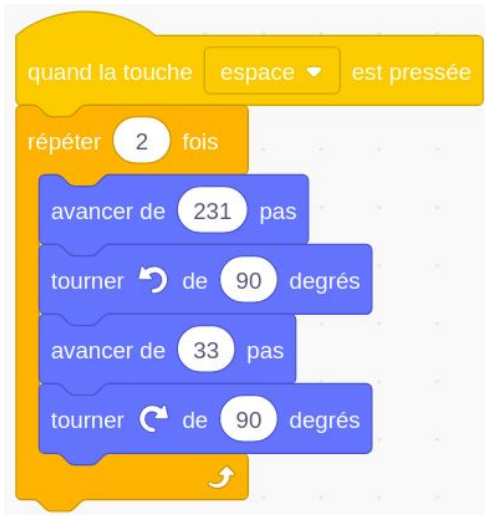 quand la touche espace est pressée
répéter 2 fois
avancer de 231 pas
tourner de 90 degrés
avancer de 33 pas
tourner de 90 degrés